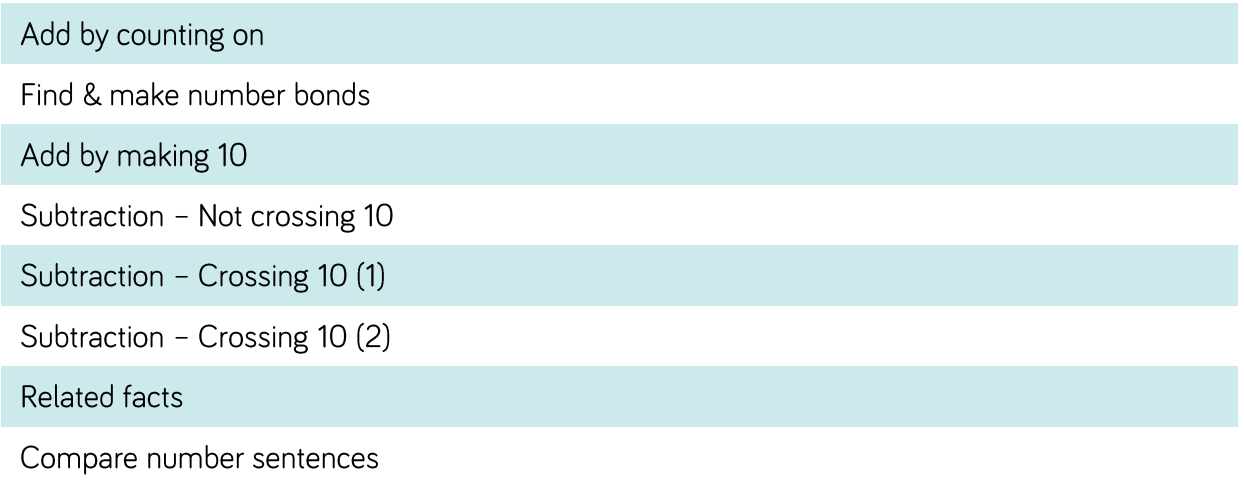 Add by counting on
Find & make number bonds
Add by making 10
Subtraction – Not crossing 10
Subtraction – Crossing 10 (1)
Subtraction – Crossing 10 (2)
Related facts
Compare number sentences